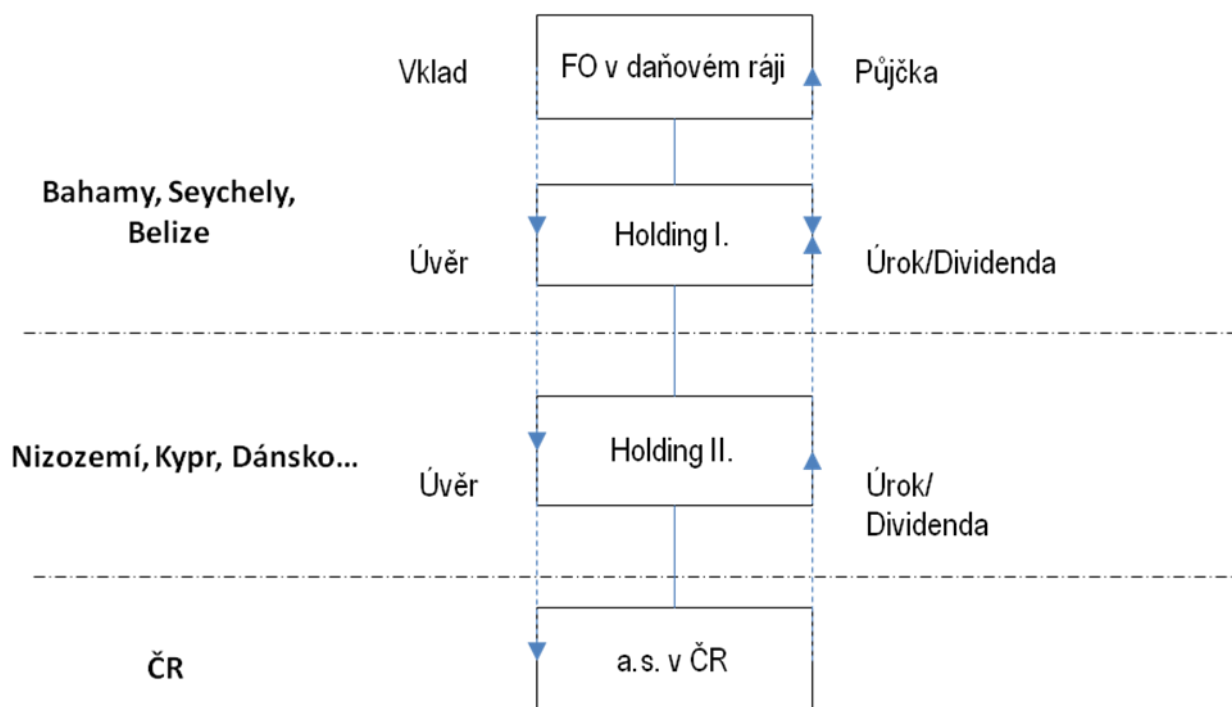 FO v daňovém ráji
Vklad
Půjčka
Bahamy, Seychely,
Belize
Holding I.
Úvěr
Úrok/Dividenda
Nizozemí, Kypr, Dánsko...
Holding II.
Úvěr
Úrok/
Dividenda
ČR
a.s. v ČR